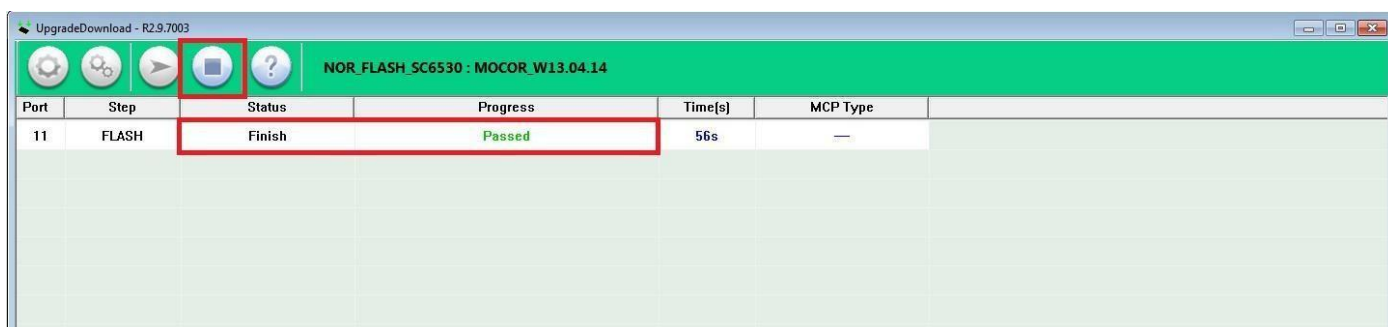 UpgradeDownload - R2.9.7003
? NOR_FLASH_SC6530 : MOCOR_W13.04.14
Port Step Status Progress Time(s) MCP Type
11 FLASH Finish Passed 56s —